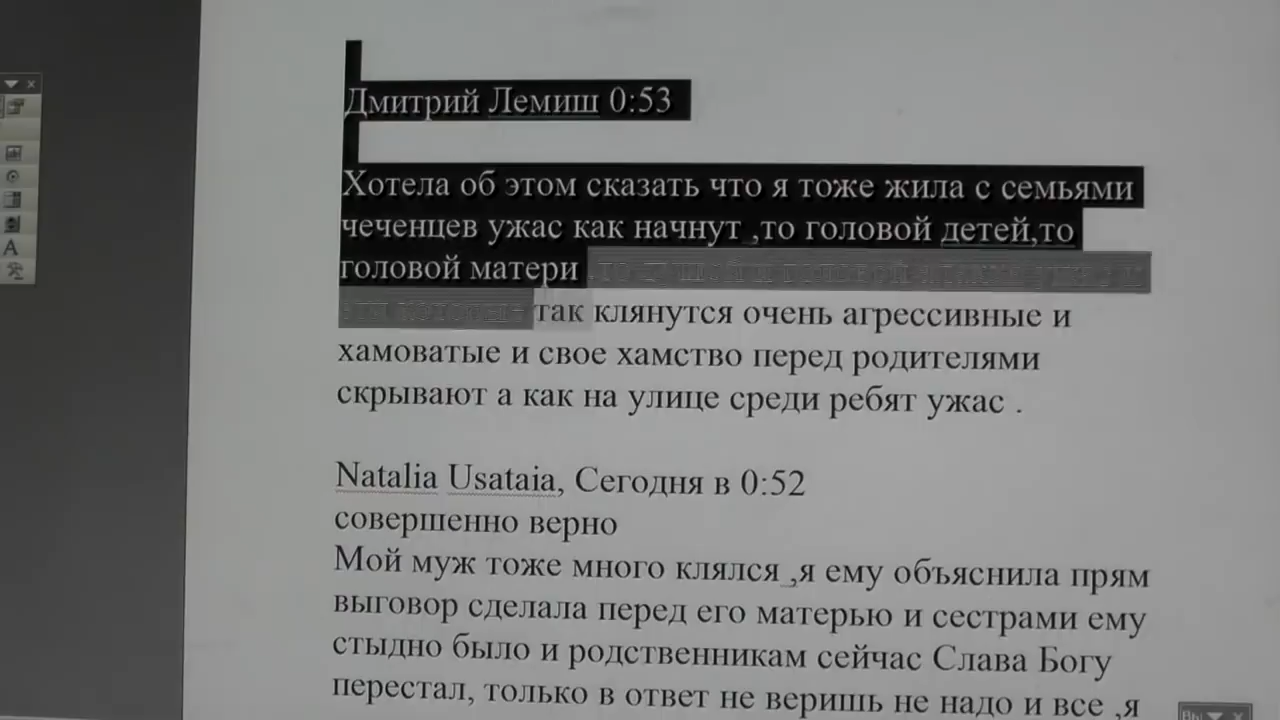 Дмитрий Лемиш 0:53
Хотела об этом сказать что я тоже жила с семьями
чеченцев ужас как начнут ,то головой детей,то
головой матери
так клянутся очень агрессивные и
хамоватые и свое хамство перед родителями
скрывают а как на улице среди ребят ужас .
Natalia Usataia, Сегодня в 0:52
совершенно верно
Мой муж тоже много клялся ,я ему объяснила прям
выговор сделала перед его матерью и сестрами ему
стыдно было и родственникам сейчас Слава Богу
перестал, только в ответ не веришь не надо и все ,я